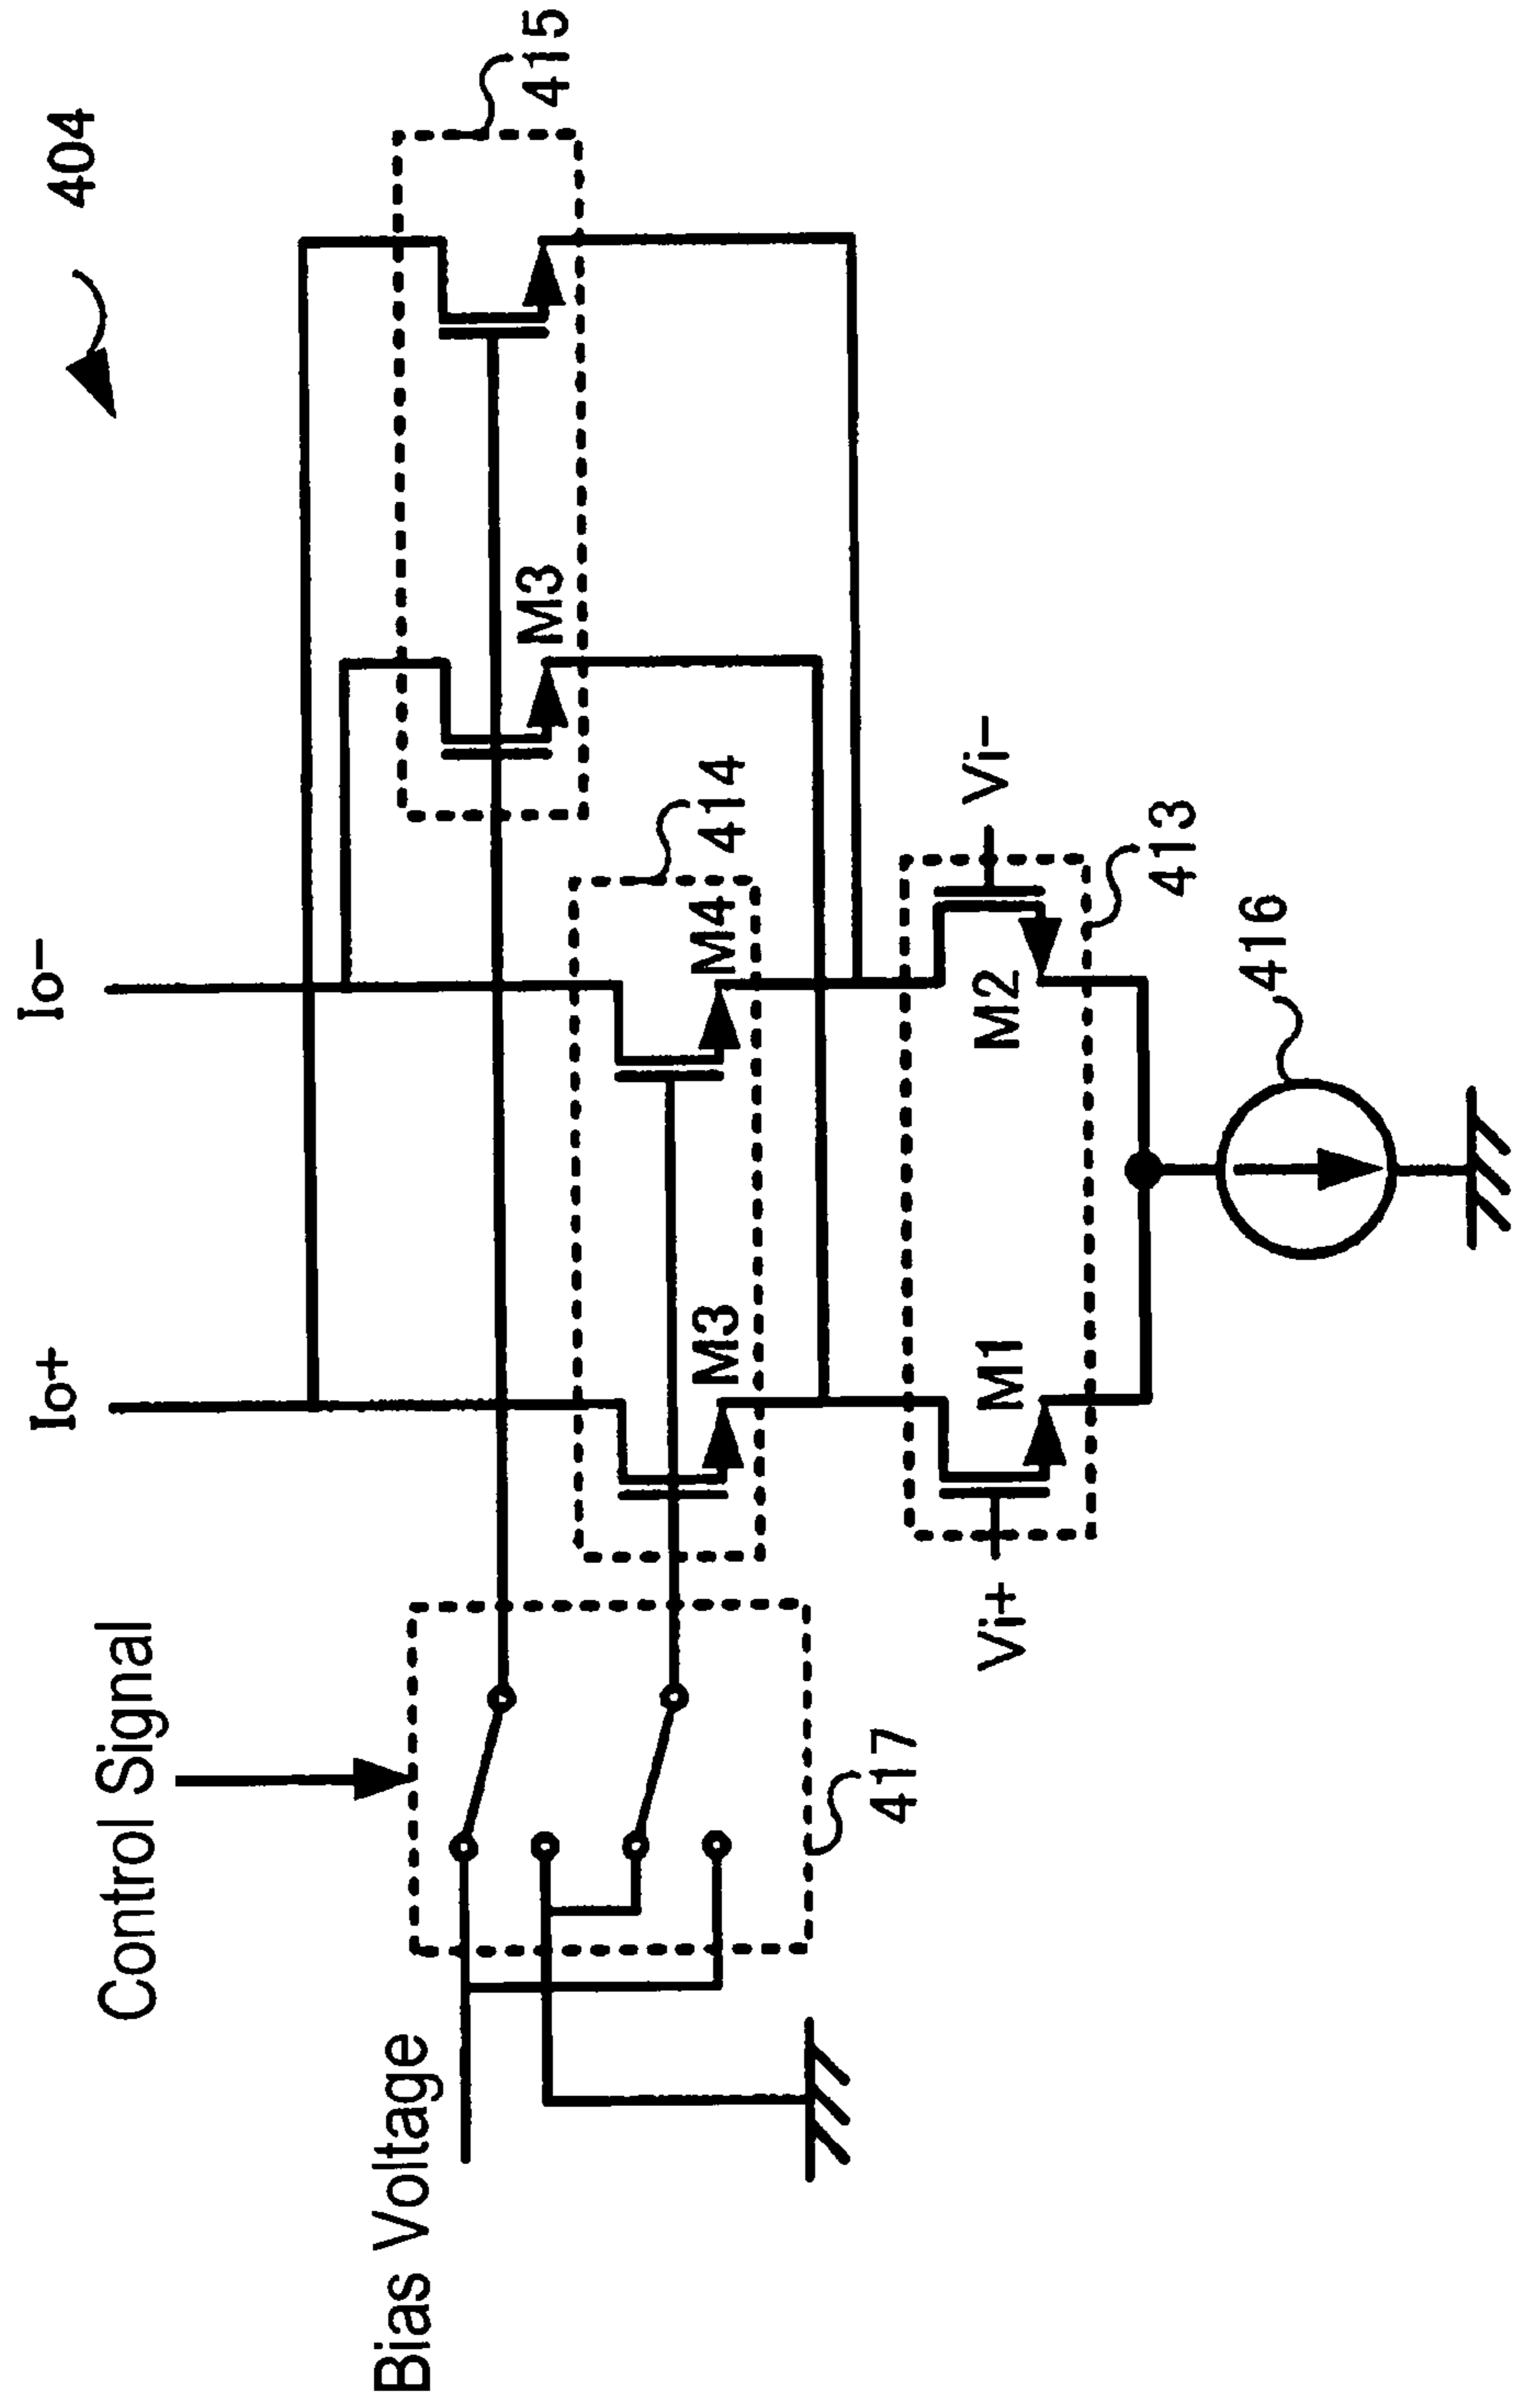 404
Io+
Io−
Control Signal
415
Bias Voltage
M3
414
M3
M4
417
Vi+
M1
M2
Vi−
413
416